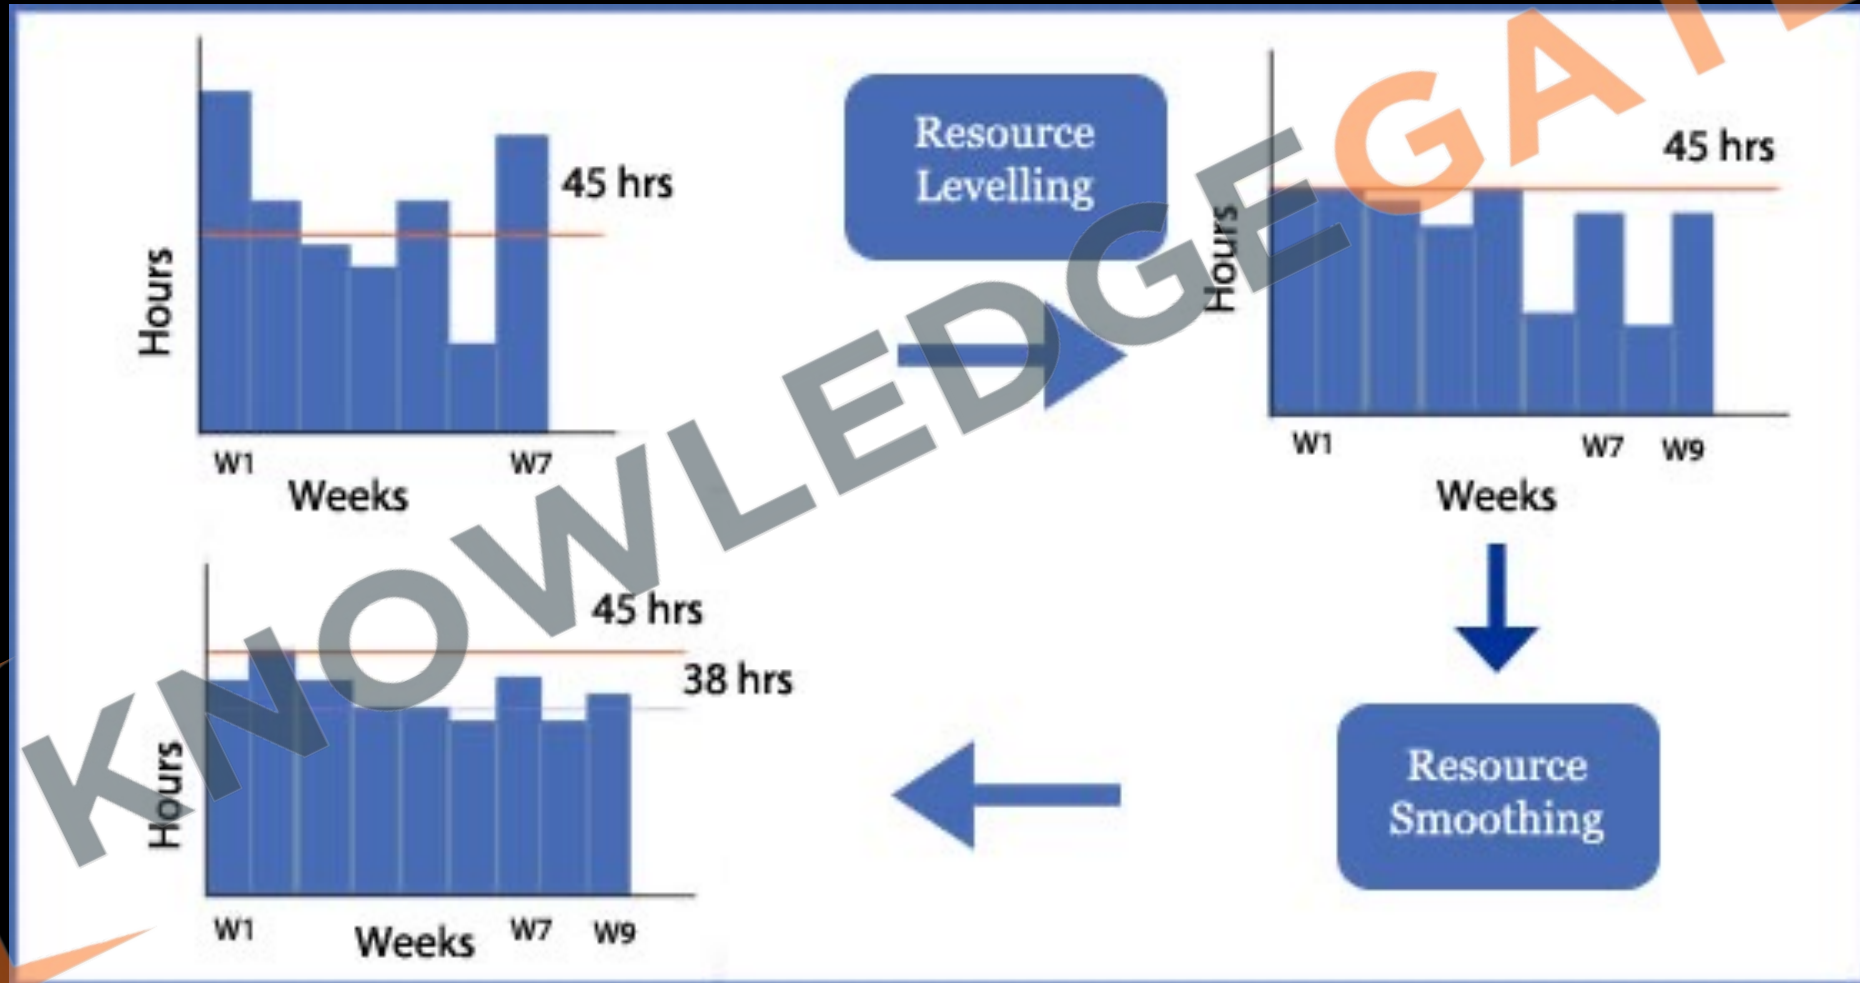 45 hrs
Hours
W1 W7
Weeks
Resource
Levelling
45 hrs
Hours
W1 W7 W9
Weeks
45 hrs
38 hrs
Hours
W1 W7 W9
Weeks
Resource
Smoothing
KNOWLEDGEGATE